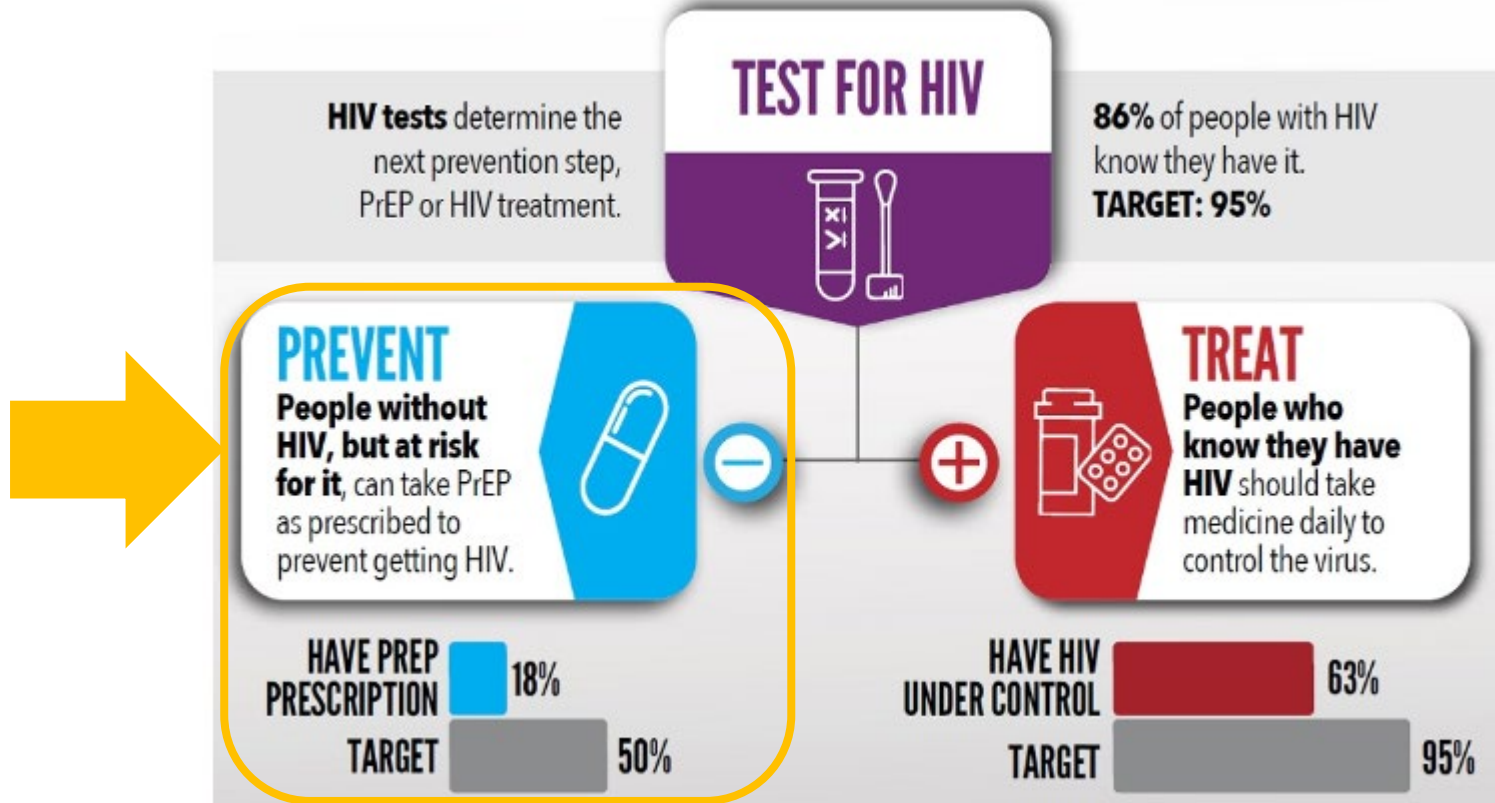 TEST FOR HIV
HIV tests determine the
next prevention step,
PrEP or HIV treatment.
86% of people with HIV
know they have it.
TARGET: 95%
PREVENT
People without
HIV, but at risk
for it, can take PrEP
as prescribed to
prevent getting HIV.
TREAT
People who
know they have
HIV should take
medicine daily to
control the virus.
HAVE PREP
PRESCRIPTION
18%
TARGET
50%
HAVE HIV
UNDER CONTROL
63%
TARGET
95%